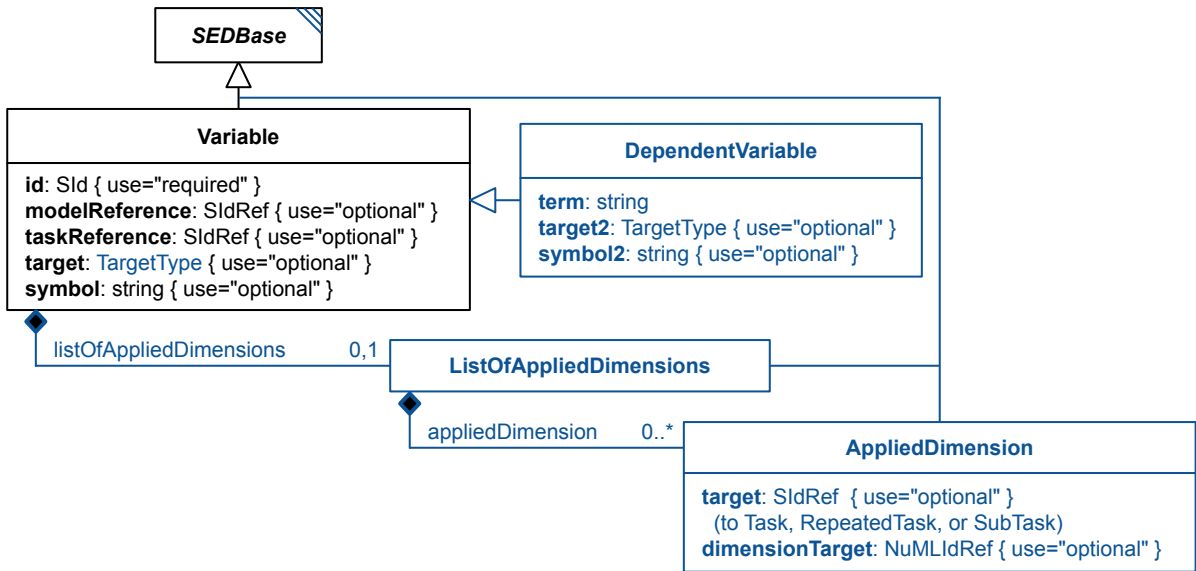 SEDBase
Variable
id: SId { use="required" }
modelReference: SIdRef { use="optional" }
taskReference: SIdRef { use="optional" }
target: TargetType { use="optional" }
symbol: string { use="optional" }
DependentVariable
term: string
target2: TargetType { use="optional" }
symbol2: string { use="optional" }
listOfAppliedDimensions 0,1
ListOfAppliedDimensions
appliedDimension 0..*
AppliedDimension
target: SIdRef { use="optional" }
(to Task, RepeatedTask, or SubTask)
dimensionTarget: NuMLIdRef { use="optional" }